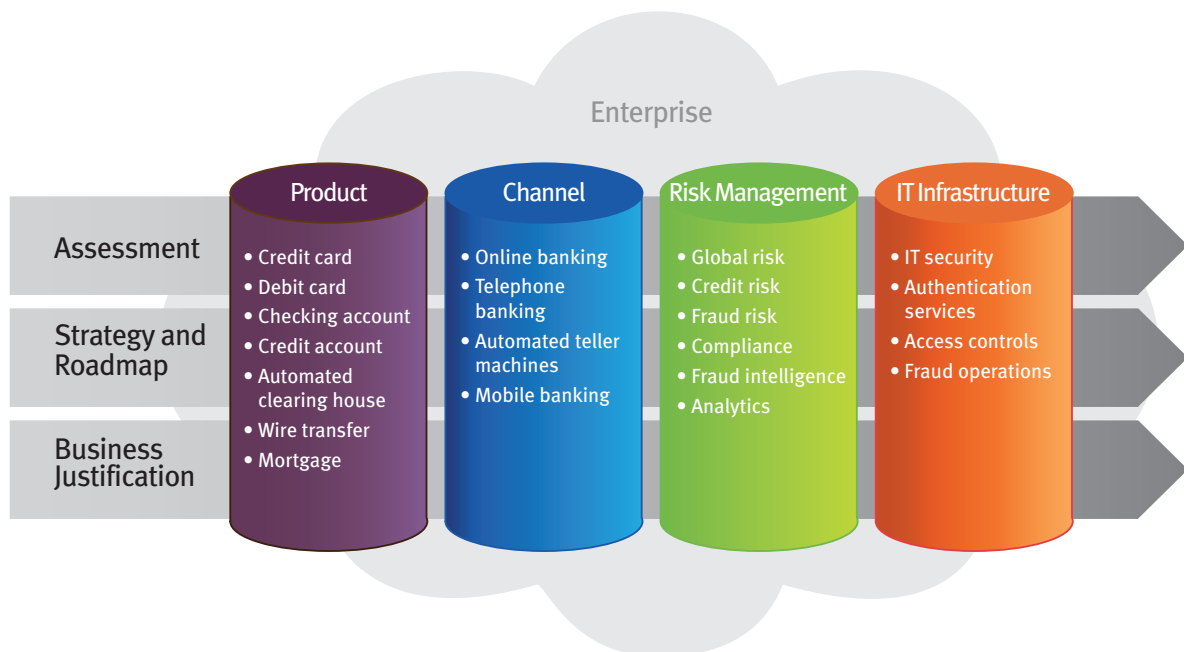 Enterprise
Product
Channel
Risk Management
IT Infrastructure
Assessment
Strategy and
Roadmap
Business
Justification
• Credit card
• Debit card
• Checking account
• Credit account
• Automated
clearing house
• Wire transfer
• Mortgage
• Online banking
• Telephone
banking
• Automated teller
machines
• Mobile banking
• Global risk
• Credit risk
• Fraud risk
• Compliance
• Fraud intelligence
• Analytics
• IT security
• Authentication
services
• Access controls
• Fraud operations